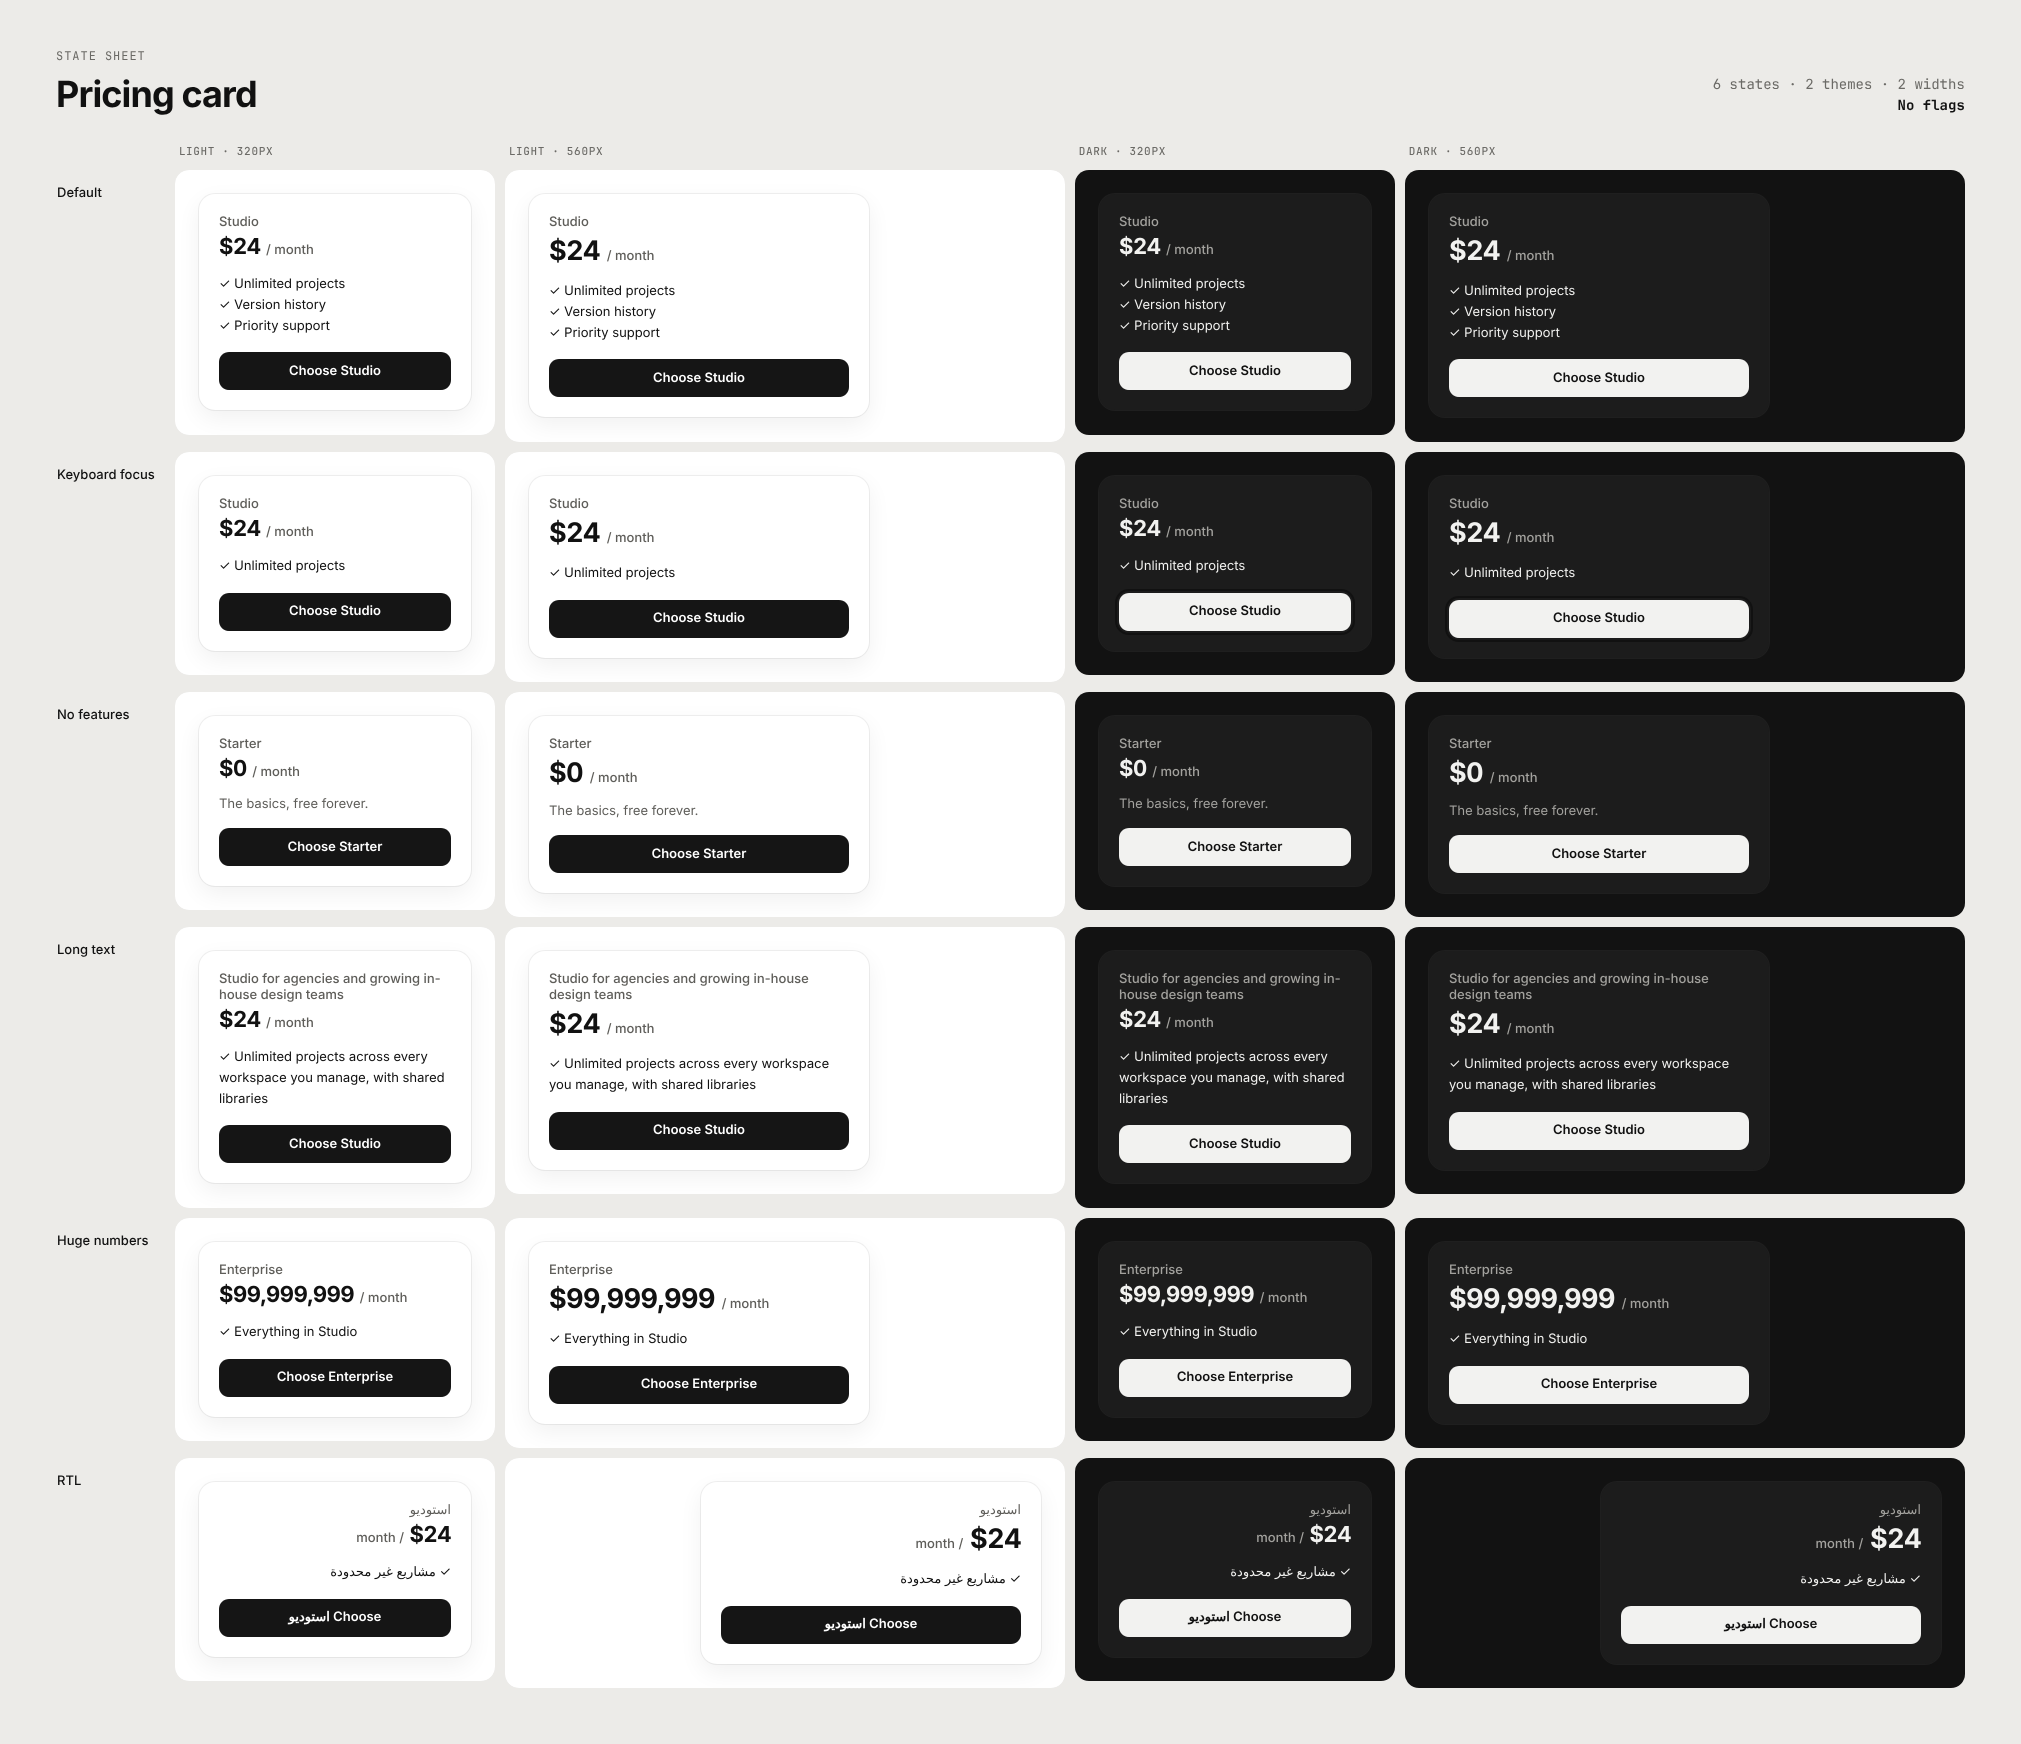 STATE SHEET
Pricing card
6 states · 2 themes · 2 widths
No flags
LIGHT · 320PX
LIGHT · 560PX
DARK · 320PX
DARK · 560PX
Default
Studio
$24 / month
✓ Unlimited projects
✓ Version history
✓ Priority support
Choose Studio
Studio
$24 / month
✓ Unlimited projects
✓ Version history
✓ Priority support
Choose Studio
Studio
$24 / month
✓ Unlimited projects
✓ Version history
✓ Priority support
Choose Studio
Studio
$24 / month
✓ Unlimited projects
✓ Version history
✓ Priority support
Choose Studio
Keyboard focus
Studio
$24 / month
✓ Unlimited projects
Choose Studio
Studio
$24 / month
✓ Unlimited projects
Choose Studio
Studio
$24 / month
✓ Unlimited projects
Choose Studio
Studio
$24 / month
✓ Unlimited projects
Choose Studio
No features
Starter
$0 / month
The basics, free forever.
Choose Starter
Starter
$0 / month
The basics, free forever.
Choose Starter
Starter
$0 / month
The basics, free forever.
Choose Starter
Starter
$0 / month
The basics, free forever.
Choose Starter
Long text
Studio for agencies and growing in-
house design teams
$24 / month
✓ Unlimited projects across every
workspace you manage, with shared
libraries
Choose Studio
Studio for agencies and growing in-house
design teams
$24 / month
✓ Unlimited projects across every workspace
you manage, with shared libraries
Choose Studio
Studio for agencies and growing in-
house design teams
$24 / month
✓ Unlimited projects across every
workspace you manage, with shared
libraries
Choose Studio
Studio for agencies and growing in-house
design teams
$24 / month
✓ Unlimited projects across every workspace
you manage, with shared libraries
Choose Studio
Huge numbers
Enterprise
$99,999,999 / month
✓ Everything in Studio
Choose Enterprise
Enterprise
$99,999,999 / month
✓ Everything in Studio
Choose Enterprise
Enterprise
$99,999,999 / month
✓ Everything in Studio
Choose Enterprise
Enterprise
$99,999,999 / month
✓ Everything in Studio
Choose Enterprise
RTL
استوديو
$24 / month
✓ مشاريع غير محدودة
Choose استوديو
استوديو
$24 / month
✓ مشاريع غير محدودة
Choose استوديو
استوديو
$24 / month
✓ مشاريع غير محدودة
Choose استوديو
استوديو
$24 / month
✓ مشاريع غير محدودة
Choose استوديو